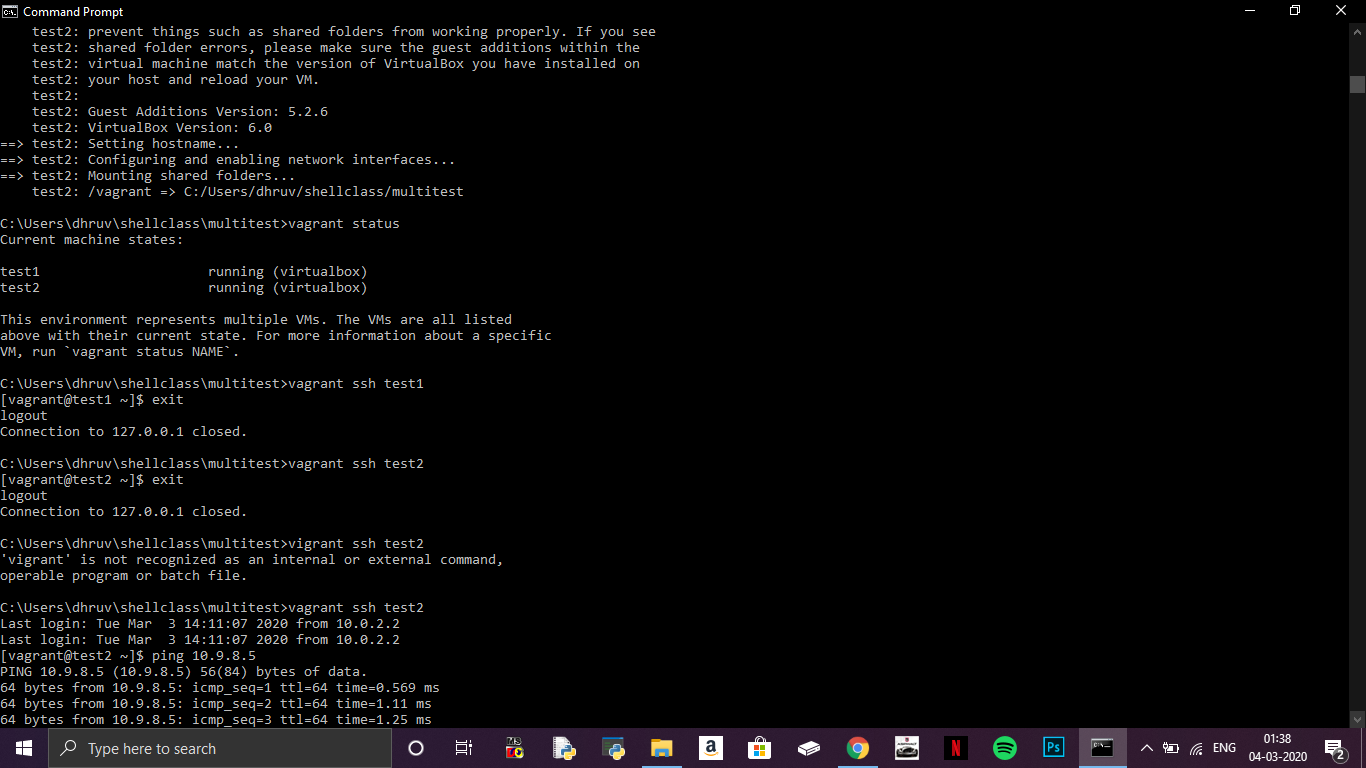 Command Prompt
test2: prevent things such as shared folders from working properly. If you see
test2: shared folder errors, please make sure the guest additions within the
test2: virtual machine match the version of VirtualBox you have installed on
test2: your host and reload your VM.
test2:
test2: Guest Additions Version: 5.2.6
test2: VirtualBox Version: 6.0
==> test2: Setting hostname...
==> test2: Configuring and enabling network interfaces...
==> test2: Mounting shared folders...
test2: /vagrant => C:/Users/dhruv/shellclass/multitest
C:\Users\dhruv\shellclass\multitest>vagrant status
Current machine states:
test1 running (virtualbox)
test2 running (virtualbox)
This environment represents multiple VMs. The VMs are all listed
above with their current state. For more information about a specific
VM, run `vagrant status NAME`.
C:\Users\dhruv\shellclass\multitest>vagrant ssh test1
[vagrant@test1 ~]$ exit
logout
Connection to 127.0.0.1 closed.
C:\Users\dhruv\shellclass\multitest>vagrant ssh test2
[vagrant@test2 ~]$ exit
logout
Connection to 127.0.0.1 closed.
C:\Users\dhruv\shellclass\multitest>vigrant ssh test2
'vigrant' is not recognized as an internal or external command,
operable program or batch file.
C:\Users\dhruv\shellclass\multitest>vagrant ssh test2
Last login: Tue Mar  3 14:11:07 2020 from 10.0.2.2
Last login: Tue Mar  3 14:11:07 2020 from 10.0.2.2
[vagrant@test2 ~]$ ping 10.9.8.5
PING 10.9.8.5 (10.9.8.5) 56(84) bytes of data.
64 bytes from 10.9.8.5: icmp_seq=1 ttl=64 time=0.569 ms
64 bytes from 10.9.8.5: icmp_seq=2 ttl=64 time=1.11 ms
64 bytes from 10.9.8.5: icmp_seq=3 ttl=64 time=1.25 ms
Type here to search
a
N
Ps
ENG
01:38
04-03-2020
2